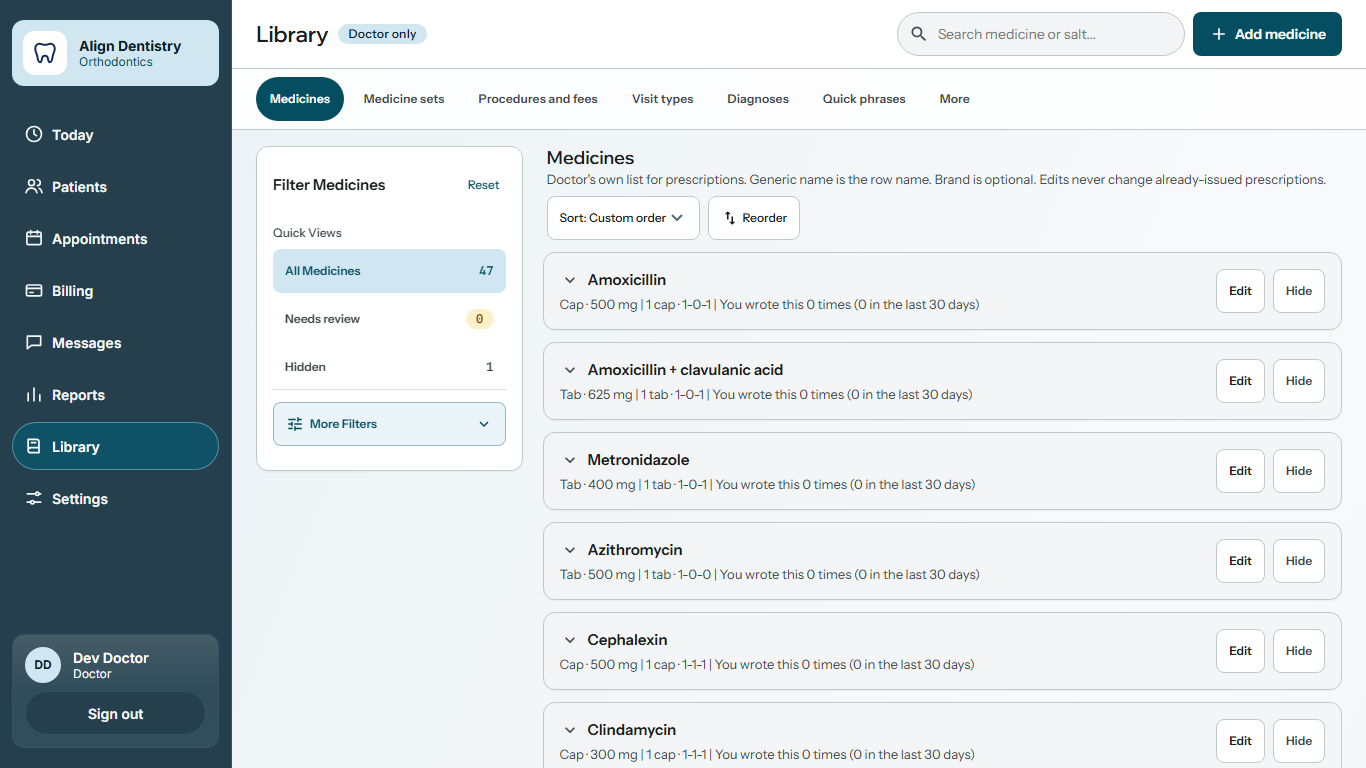 Align Dentistry
Orthodontics
Today
Patients
Appointments
Billing
Messages
Reports
Library
Settings
DD
Dev Doctor
Doctor
Sign out
Library
Doctor only
Search medicine or salt...
Add medicine
Medicines
Medicine sets
Procedures and fees
Visit types
Diagnoses
Quick phrases
More
Filter Medicines
Reset
Quick Views
All Medicines 47
Needs review 0
Hidden 1
More Filters
Medicines
Doctor's own list for prescriptions. Generic name is the row name. Brand is optional. Edits never change already-issued prescriptions.
Sort: Custom order
Reorder
Amoxicillin
Cap · 500 mg | 1 cap · 1-0-1 | You wrote this 0 times (0 in the last 30 days)
Edit
Hide
Amoxicillin + clavulanic acid
Tab · 625 mg | 1 tab · 1-0-1 | You wrote this 0 times (0 in the last 30 days)
Edit
Hide
Metronidazole
Tab · 400 mg | 1 tab · 1-0-1 | You wrote this 0 times (0 in the last 30 days)
Edit
Hide
Azithromycin
Tab · 500 mg | 1 tab · 1-0-0 | You wrote this 0 times (0 in the last 30 days)
Edit
Hide
Cephalexin
Cap · 500 mg | 1 cap · 1-1-1 | You wrote this 0 times (0 in the last 30 days)
Edit
Hide
Clindamycin
Cap · 300 mg | 1 cap · 1-1-1 | You wrote this 0 times (0 in the last 30 days)
Edit
Hide